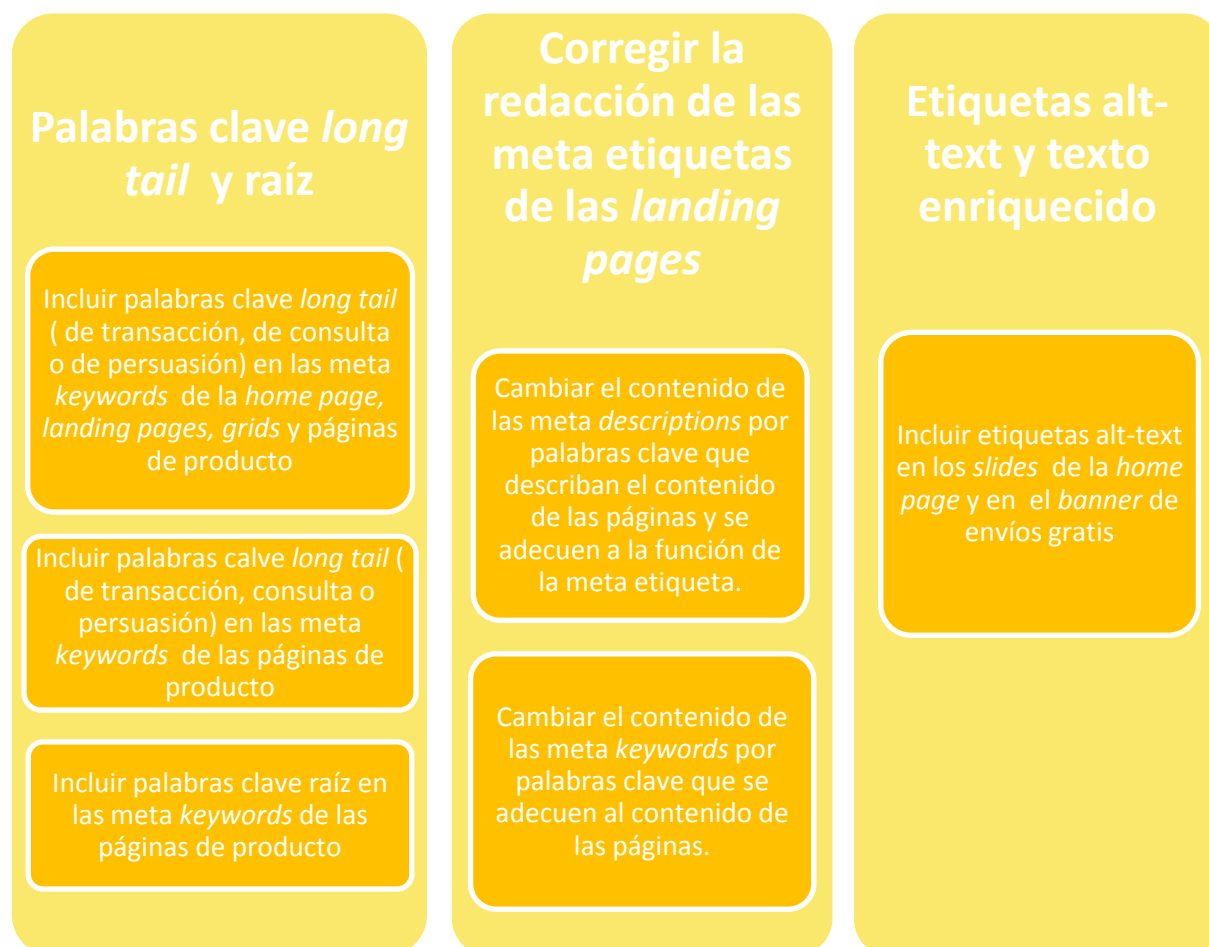 Palabras clave long
tail y raíz
Incluir palabras clave long tail
( de transacción, de consulta
o de persuasión) en las meta
keywords de la home page,
landing pages, grids y páginas
de producto
Incluir palabras calve long tail (
de transacción, consulta o
persuasión) en las meta
keywords de las páginas de
producto
Incluir palabras clave raíz en
las meta keywords de las
páginas de producto
Corregir la
redacción de las
meta etiquetas
de las landing
pages
Cambiar el contenido de
las meta descriptions por
palabras clave que
describan el contenido
de las páginas y se
adecuen a la función de
la meta etiqueta.
Cambiar el contenido de
las meta keywords por
palabras clave que se
adecuen al contenido de
las páginas.
Etiquetas alt-
text y texto
enriquecido
Incluir etiquetas alt-text
en los slides de la home
page y en el banner de
envíos gratis